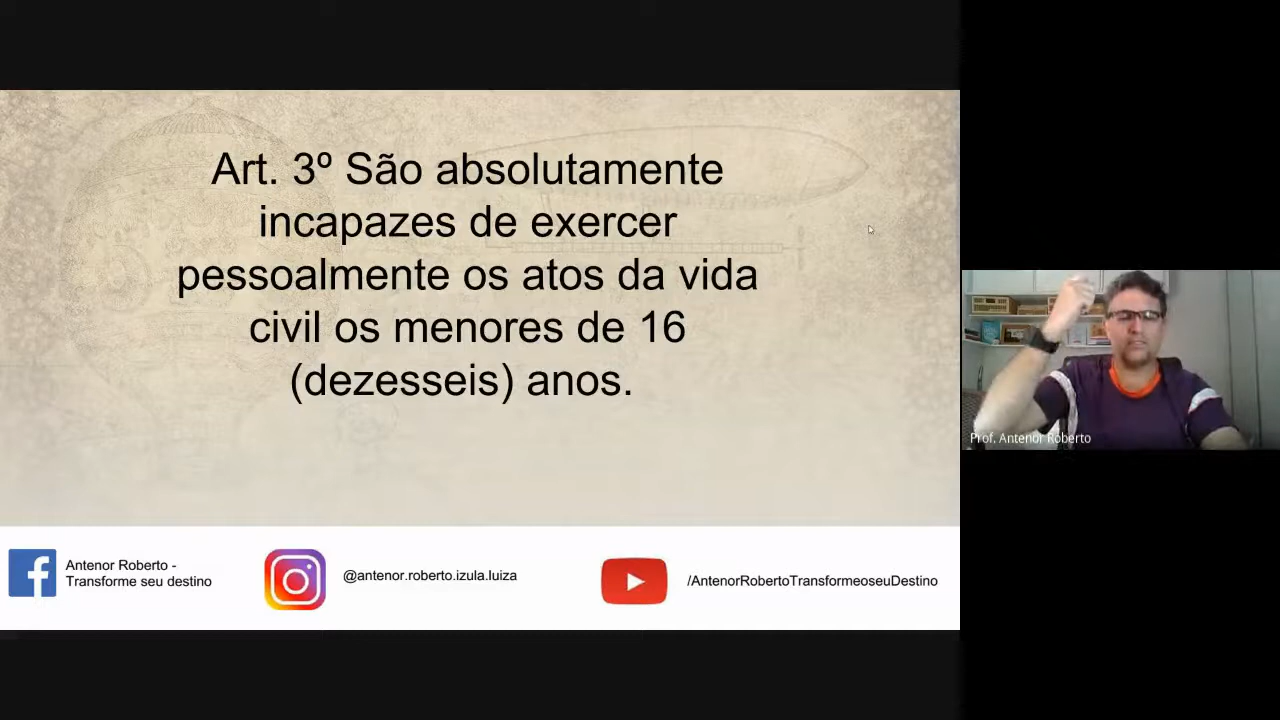 Art. 3º São absolutamente
incapazes de exercer
pessoalmente os atos da vida
civil os menores de 16
(dezesseis) anos.
Prof. Antenor Roberto
Antenor Roberto -
Transforme seu destino
@antenor.roberto.izula.luiza
/AntenorRobertoTransformeoseuDestino